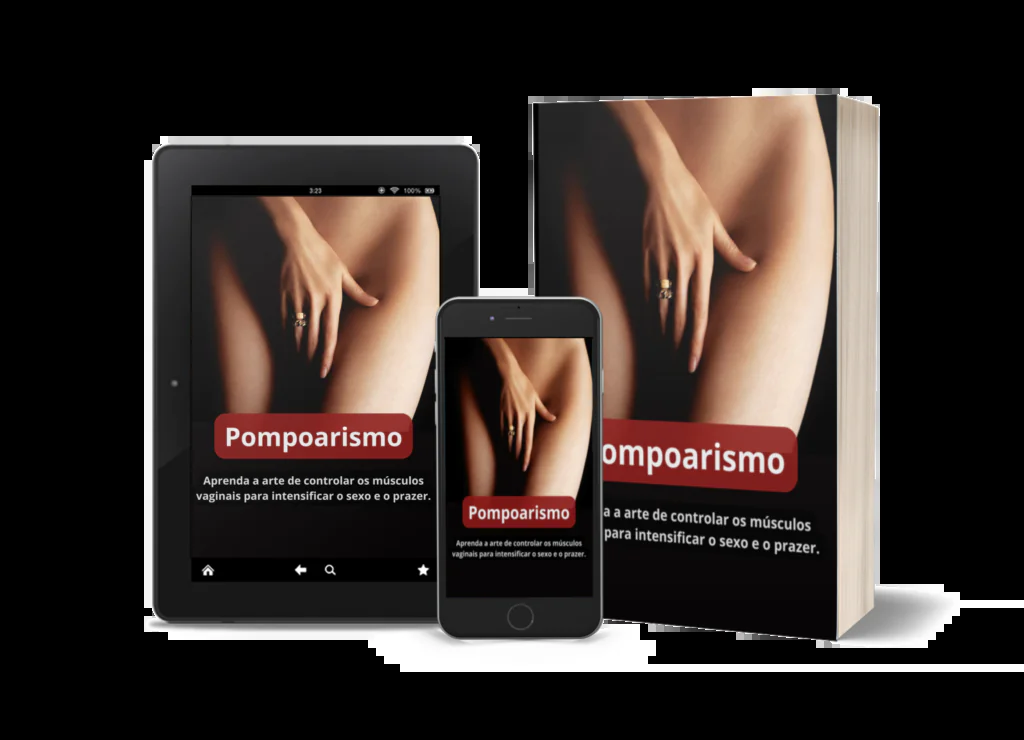 3:23
100%
Pompoarismo
Aprenda a arte de controlar os músculos
vaginais para intensificar o sexo e o prazer.
Pompoarismo
Aprenda a arte de controlar os músculos
vaginais para intensificar o sexo e o prazer.
ompoarismo
a a arte de controlar os músculos
para intensificar o sexo e o prazer.